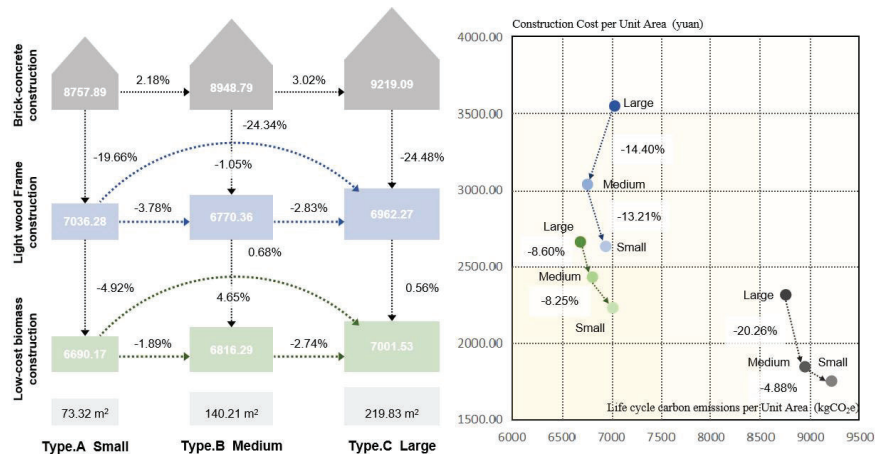 Brick-concrete
construction
8757.89
2.18%
8948.79
3.02%
9219.09
-19.66%
-24.34%
-1.05%
-24.48%
Light wood Frame
construction
7036.28
-3.78%
6770.36
-2.83%
6962.27
-4.92%
0.68%
4.65%
0.56%
Low-cost biomass
construction
6690.17
-1.89%
6816.29
-2.74%
7001.53
73.32 m²
140.21 m²
219.83 m²
Type.A Small
Type.B Medium
Type.C Large
Construction Cost per Unit Area (yuan)
4000.00
3500.00
3000.00
2500.00
2000.00
1500.00
Large
-14.40%
Medium
-13.21%
Small
Large
-8.60%
Medium
-8.25%
Small
Large
-20.26%
Medium
Small
-4.88%
Life cycle carbon emissions per Unit Area (kgCO₂e)
6000
6500
7000
7500
8000
8500
9000
9500